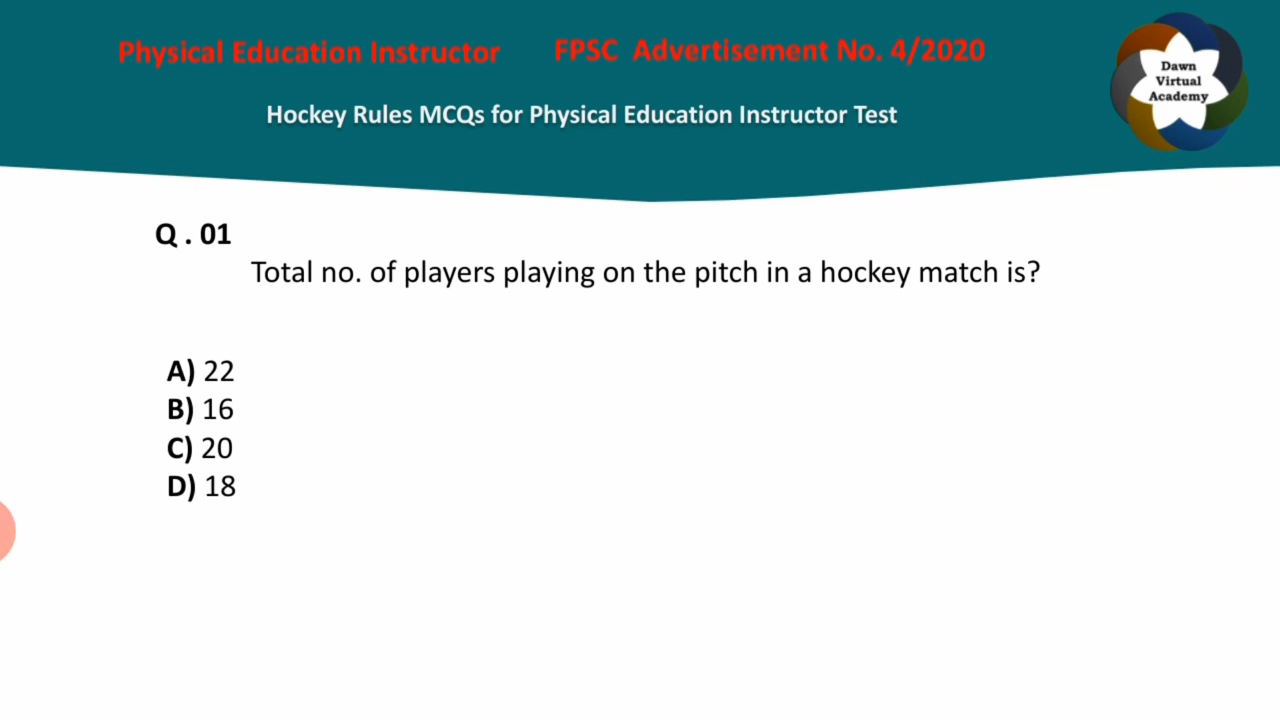 Physical Education Instructor FPSC Advertisement No. 4/2020
Hockey Rules MCQs for Physical Education Instructor Test
Dawn
Virtual
Academy
Q . 01
Total no. of players playing on the pitch in a hockey match is?
A) 22
B) 16
C) 20
D) 18